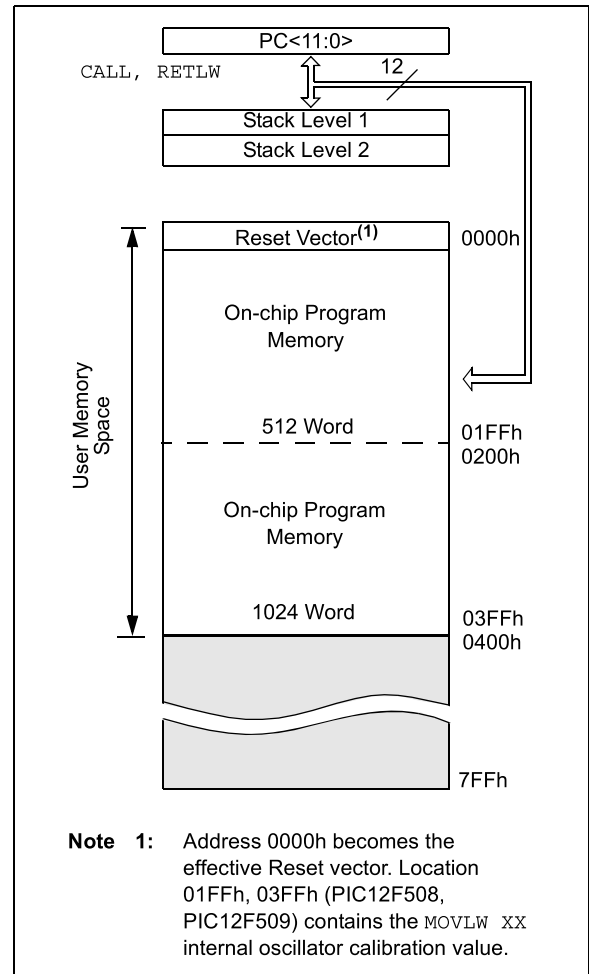 PC<11:0>
CALL, RETLW
12
Stack Level 1
Stack Level 2
Reset Vector(1)
0000h
On-chip Program
Memory
User Memory
Space
512 Word
01FFh
0200h
On-chip Program
Memory
1024 Word
03FFh
0400h
7FFh
Note 1: Address 0000h becomes the
effective Reset vector. Location
01FFh, 03FFh (PIC12F508,
PIC12F509) contains the MOVLW XX
internal oscillator calibration value.